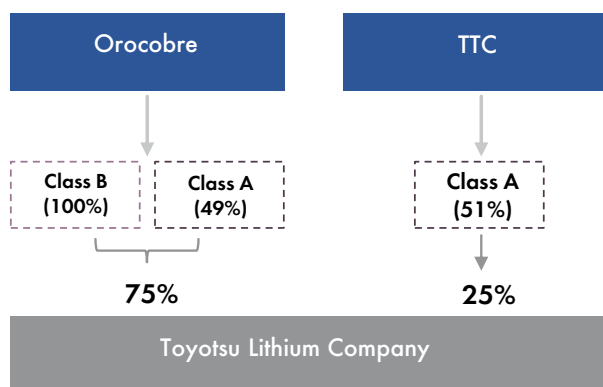 Orocobre
TTC
Class B
(100%)
Class A
(49%)
Class A
(51%)
75%
25%
Toyotsu Lithium Company